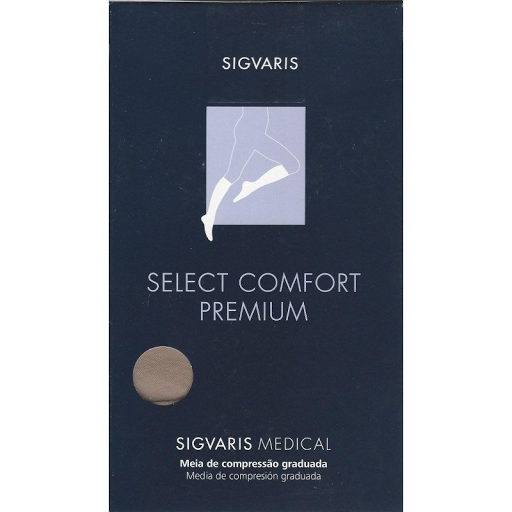 SIGVARIS
SELECT COMFORT
PREMIUM
SIGVARIS MEDICAL
Meia de compressão graduada
Media de compresión graduada